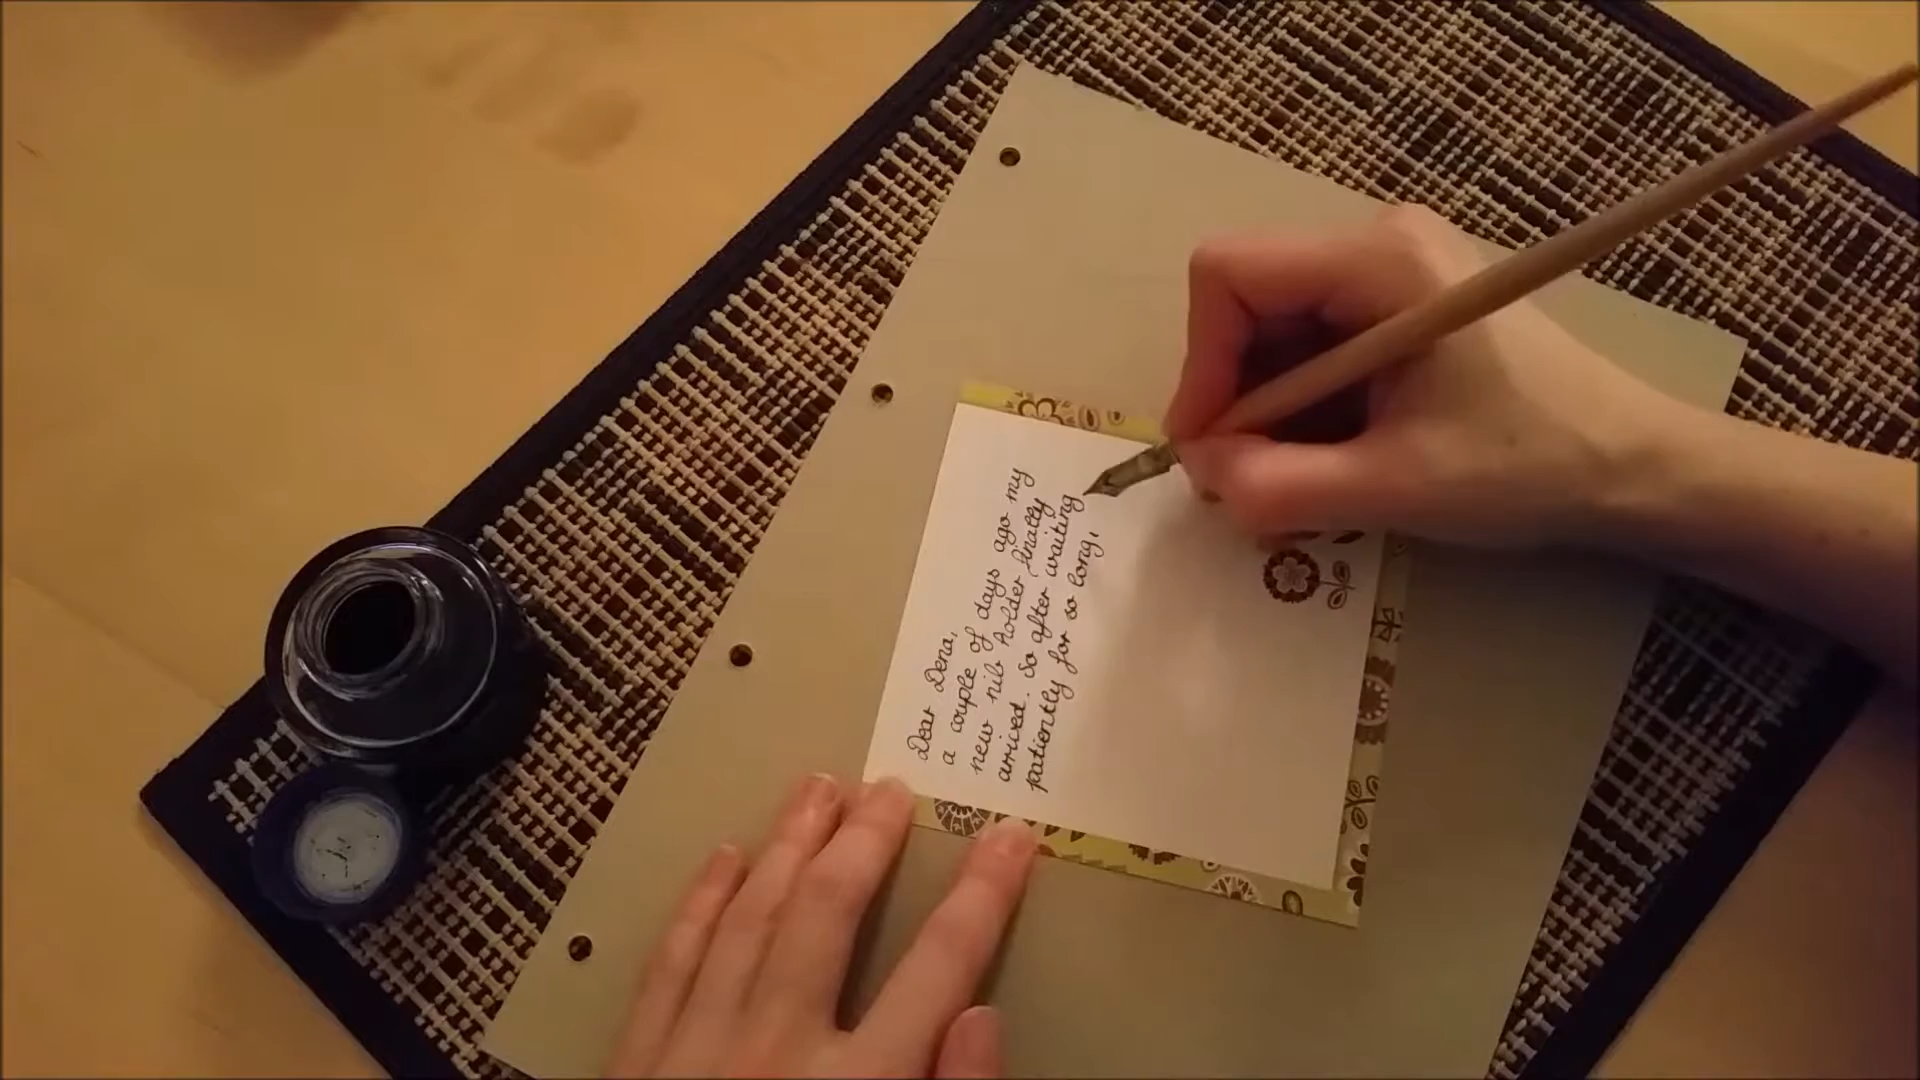 Dear Dena,
a couple of days ago my
new nib holder finally
arrived. So after waiting
patiently for so long,